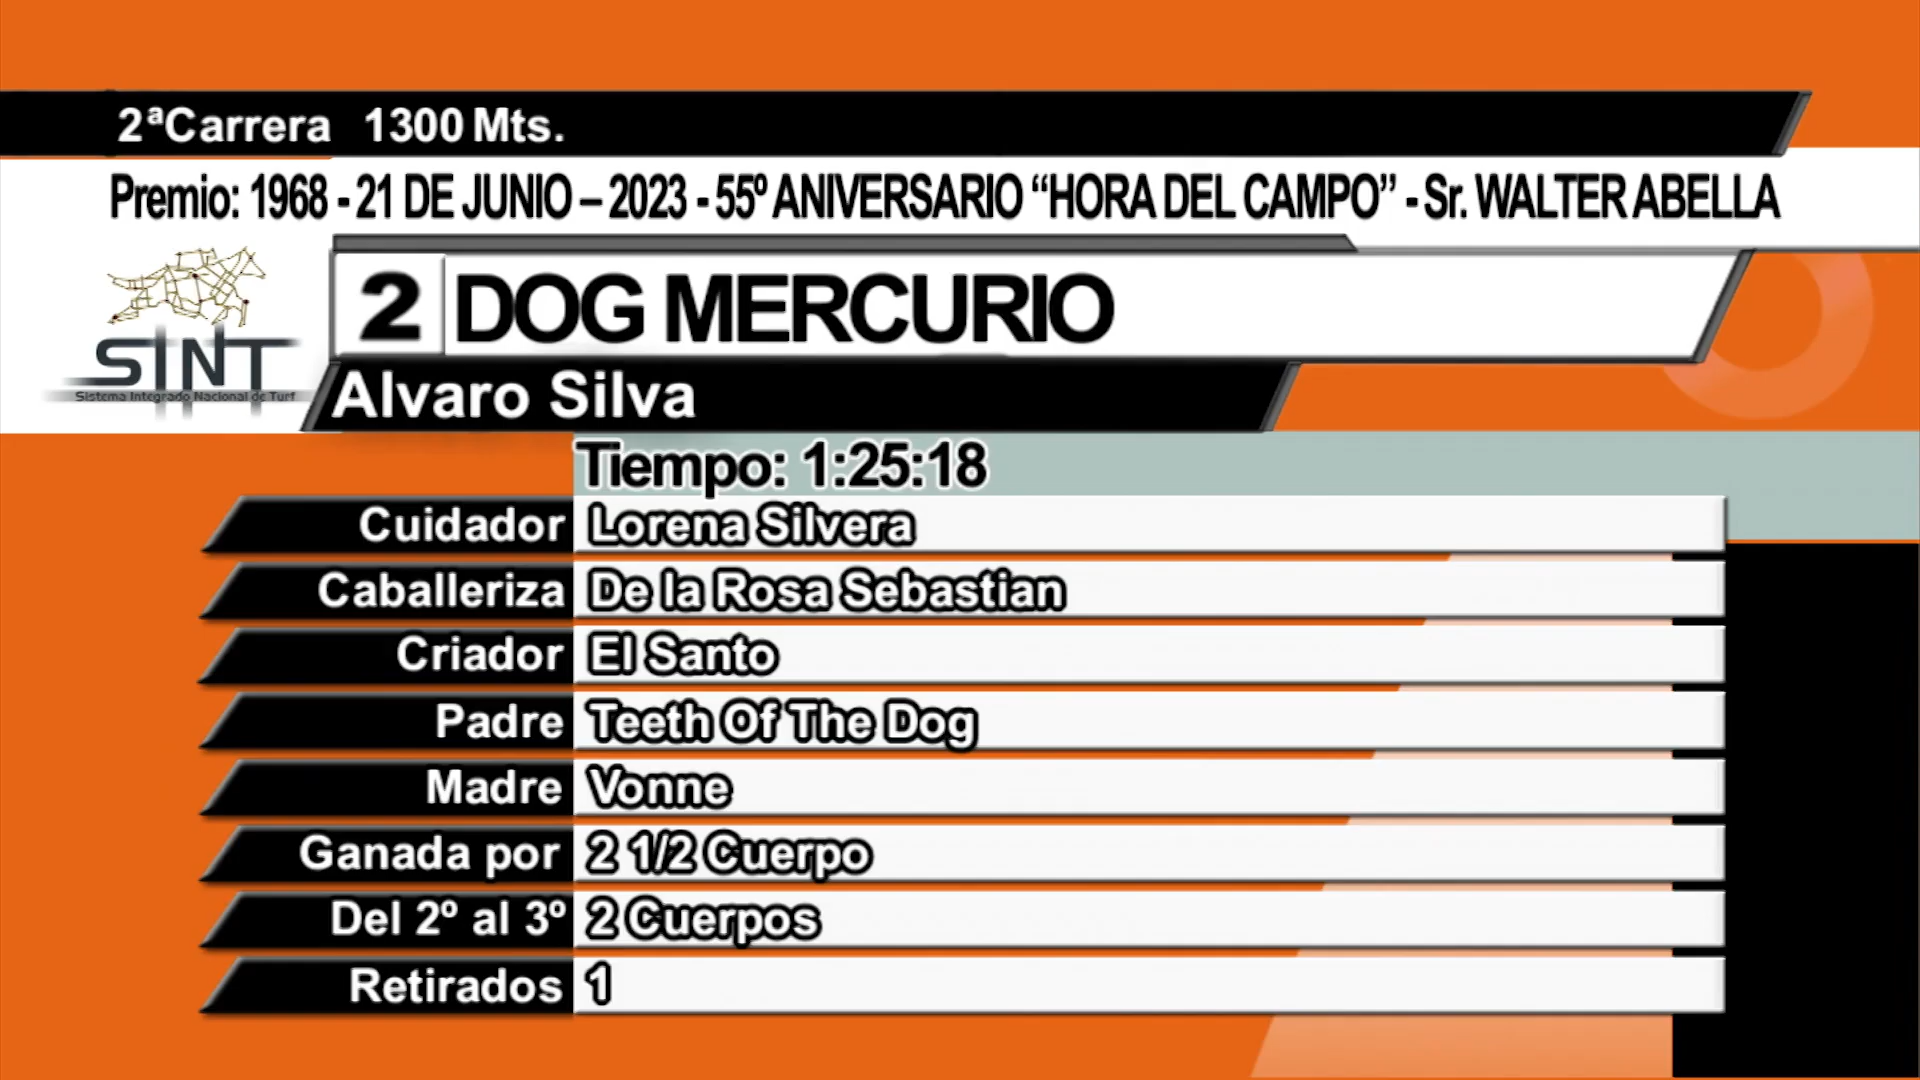 2ªCarrera 1300 Mts.
Premio: 1968 - 21 DE JUNIO – 2023 - 55º ANIVERSARIO “HORA DEL CAMPO” - Sr. WALTER ABELLA
SINT
Sistema Integrado Nacional de Turf
2 DOG MERCURIO
Alvaro Silva
Tiempo: 1:25:18
Cuidador Lorena Silvera
Caballeriza De la Rosa Sebastian
Criador El Santo
Padre Teeth Of The Dog
Madre Vonne
Ganada por 2 1/2 Cuerpo
Del 2º al 3º 2 Cuerpos
Retirados 1